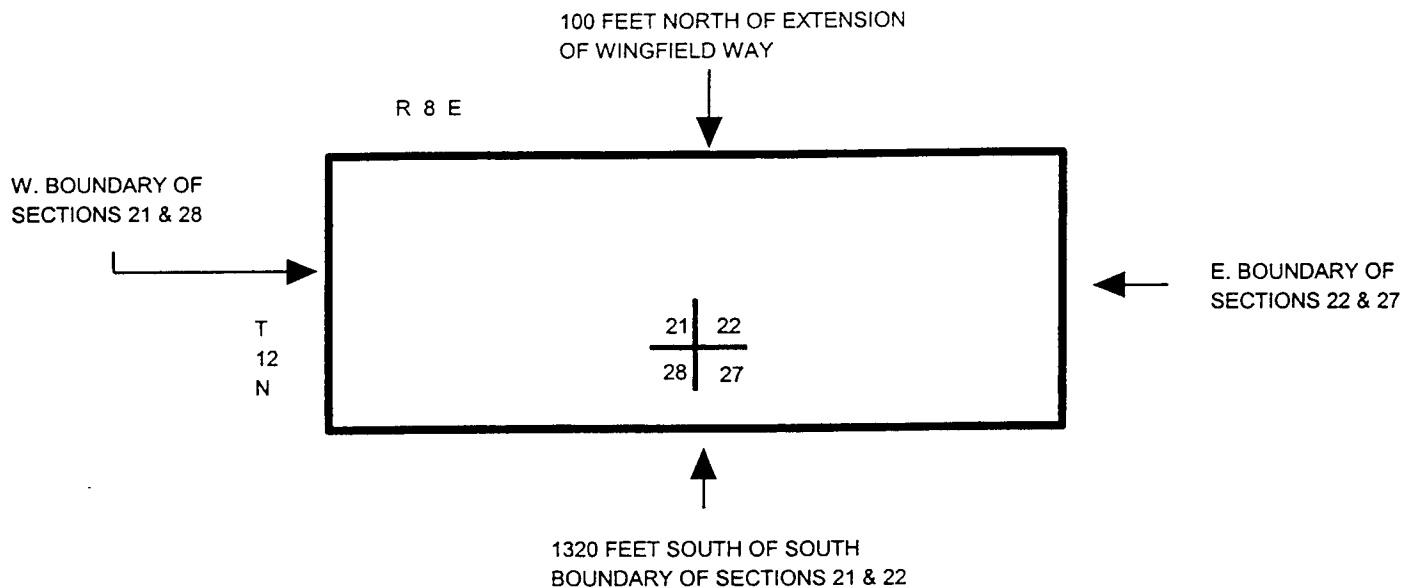 100 FEET NORTH OF EXTENSION
OF WINGFIELD WAY
R 8 E
W. BOUNDARY OF
SECTIONS 21 & 28
E. BOUNDARY OF
SECTIONS 22 & 27
T
12
N
21 22
28 27
1320 FEET SOUTH OF SOUTH
BOUNDARY OF SECTIONS 21 & 22